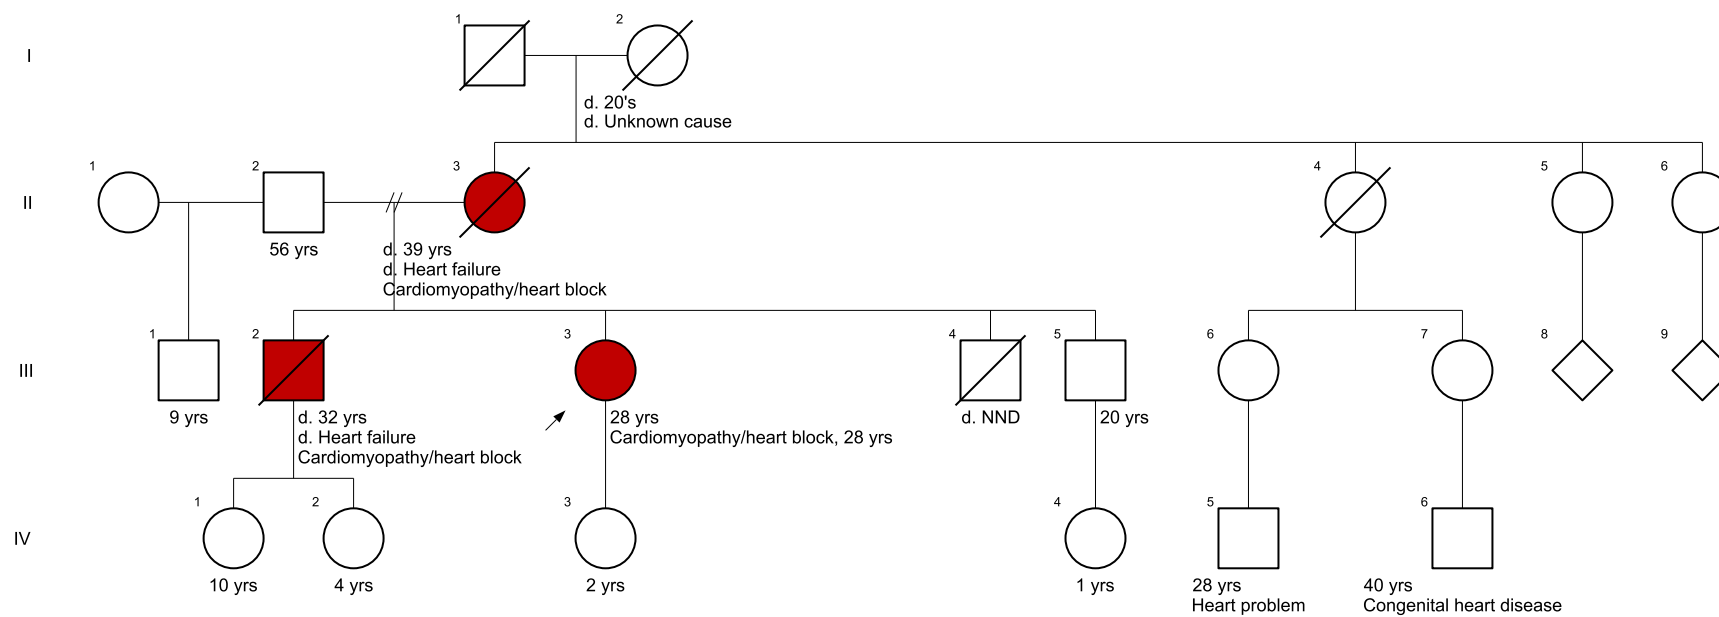 1
2
I
d. 20's
d. Unknown cause
1
2
3
4
5
6
II
56 yrs
d. 39 yrs
d. Heart failure
Cardiomyopathy/heart block
1
2
3
4
5
6
7
8
9
III
9 yrs
d. 32 yrs
d. Heart failure
Cardiomyopathy/heart block
28 yrs
Cardiomyopathy/heart block, 28 yrs
d. NND
20 yrs
1
2
3
4
5
6
IV
10 yrs
4 yrs
2 yrs
1 yrs
28 yrs
Heart problem
40 yrs
Congenital heart disease